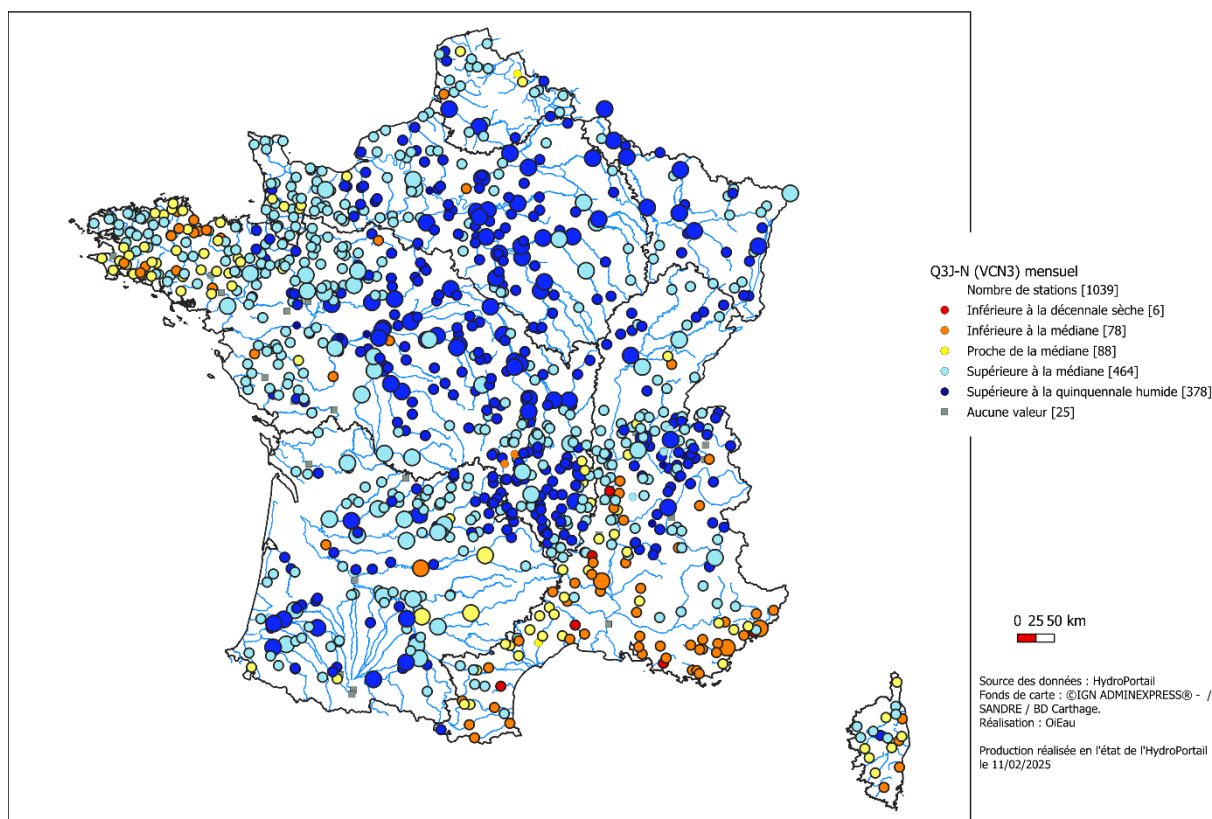 Q3J-N (VCN3) mensuel
Nombre de stations [1039]
Inférieure à la décennale sèche [6]
Inférieure à la médiane [78]
Proche de la médiane [88]
Supérieure à la médiane [464]
Supérieure à la quinquennale humide [378]
Aucune valeur [25]
0 25 50 km
Source des données : HydroPortail
Fonds de carte : ©IGN ADMINEXPRESS® - /
SANDRE / BD Carthage.
Réalisation : OiEau
Production réalisée en l'état de l'HydroPortail
le 11/02/2025